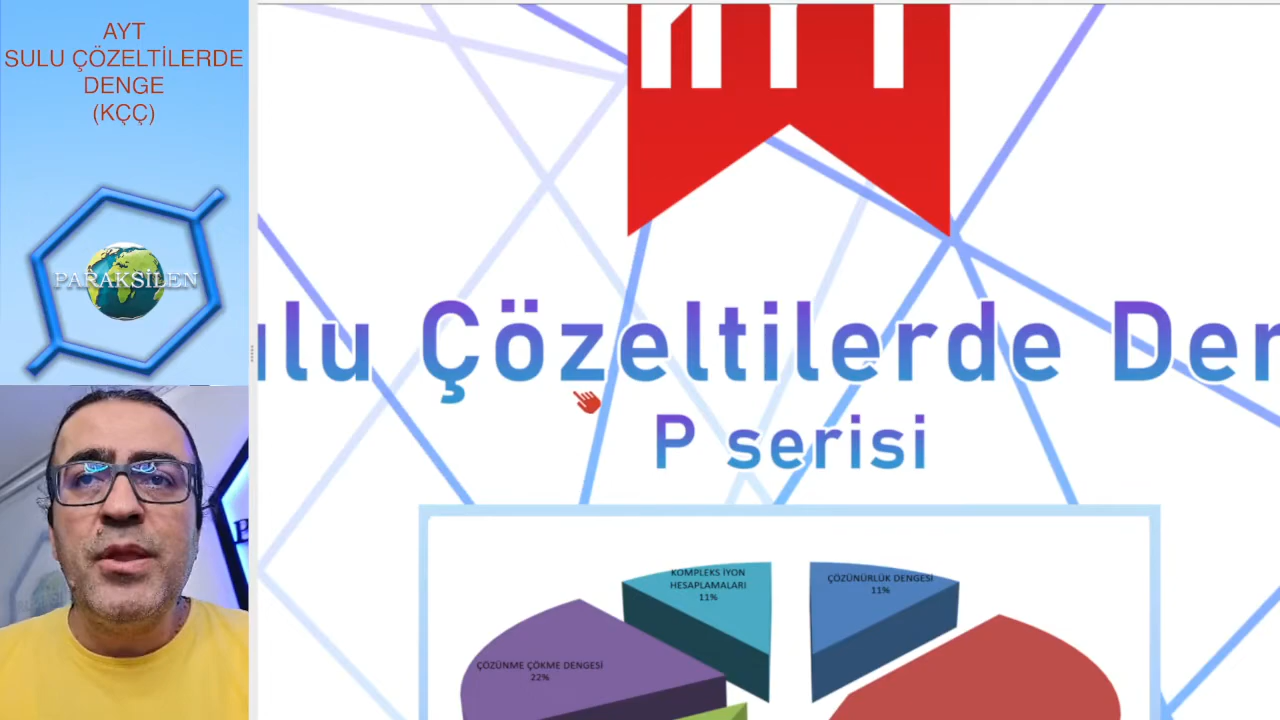 AYT
SULU ÇÖZELTİLERDE
DENGE
(KÇÇ)
PARAKSİLEN
AYT
ulu Çözeltilerde Den
P serisi
KOMPLEKS İYON
HESAPLAMALARI
11%
ÇÖZÜNÜRLÜK DENGESİ
11%
ÇÖZÜNME ÇÖKME DENGESİ
22%